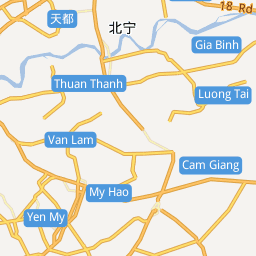 18 Rd
天都
北宁
Gia Binh
Thuan Thanh
Luong Tai
Van Lam
Cam Giang
My Hao
Yen My